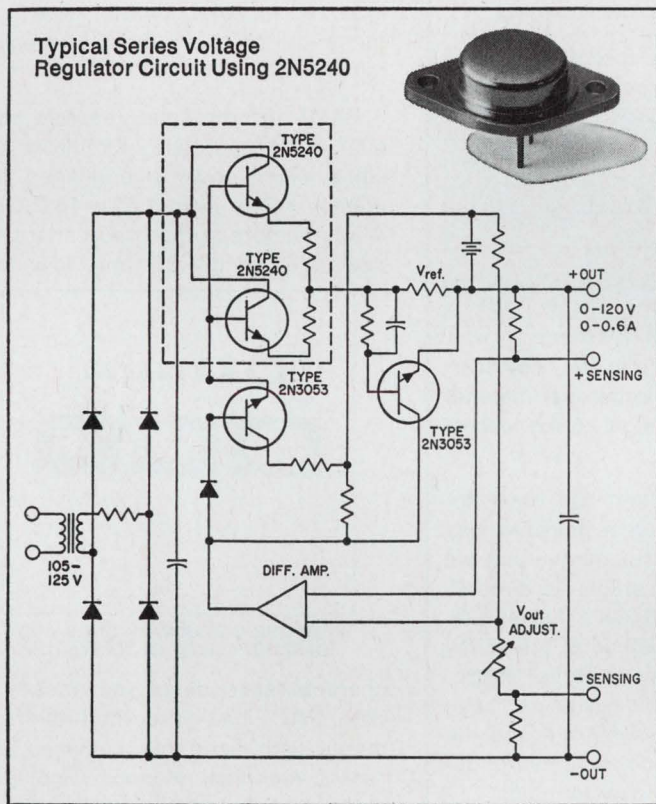 Typical Series Voltage
Regulator Circuit Using 2N5240
TYPE
2N5240
TYPE
2N5240
TYPE
2N3053
Vref.
+OUT
0-120V
0-0.6A
+SENSING
TYPE
2N3053
105-
125V
DIFF. AMP.
Vout
ADJUST.
-SENSING
-OUT